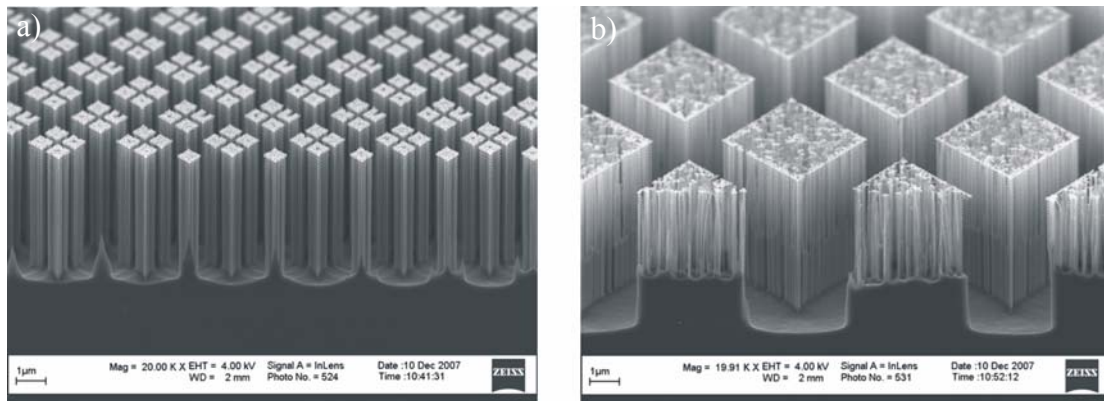 a)
1µm
Mag = 20.00 K X EHT = 4.00 kV Signal A = InLens Date :10 Dec 2007
WD = 2 mm Photo No. = 524 Time :10:41:31
ZEISS
b)
1µm
Mag = 19.91 K X EHT = 4.00 kV Signal A = InLens Date :10 Dec 2007
WD = 2 mm Photo No. = 531 Time :10:52:12
ZEISS